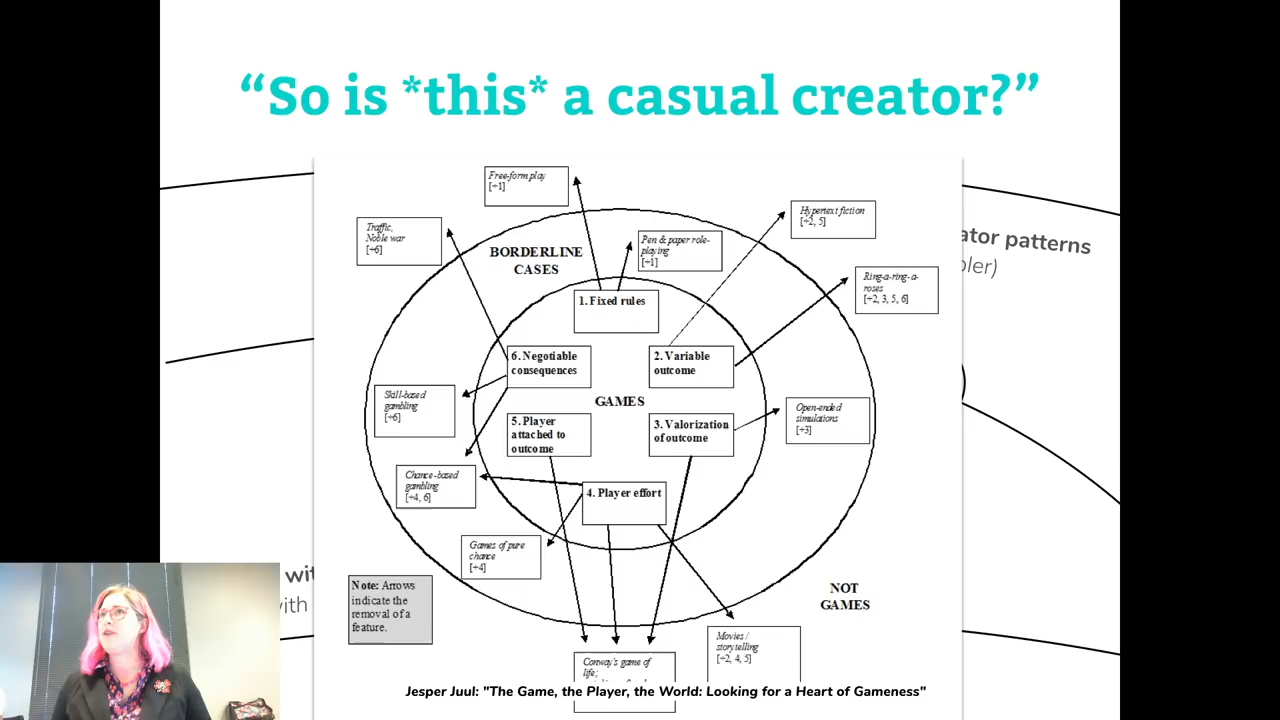 “So is *this* a casual creator?”
Free-form play
[÷1]
Hypertext fiction
[÷2, 5]
Traffic,
Noble war
[÷6]
BORDERLINE
CASES
Pen & paper role-
playing
[÷1]
ator patterns
oler)
Ring-a-ring-a-
roses
[÷2, 3, 5, 6]
1. Fixed rules
6. Negotiable
consequences
2. Variable
outcome
GAMES
Skill-based
gambling
[÷6]
5. Player
attached to
outcome
3. Valorization
of outcome
Open-ended
simulations
[÷3]
Chance-based
gambling
[÷4, 6]
4. Player effort
Games of pure
chance
[÷4]
wit
with
Note: Arrows
indicate the
removal of a
feature.
NOT
GAMES
Movies /
storytelling
[÷2, 4, 5]
Conway's game of
life;
Jesper Juul: "The Game, the Player, the World: Looking for a Heart of Gameness"